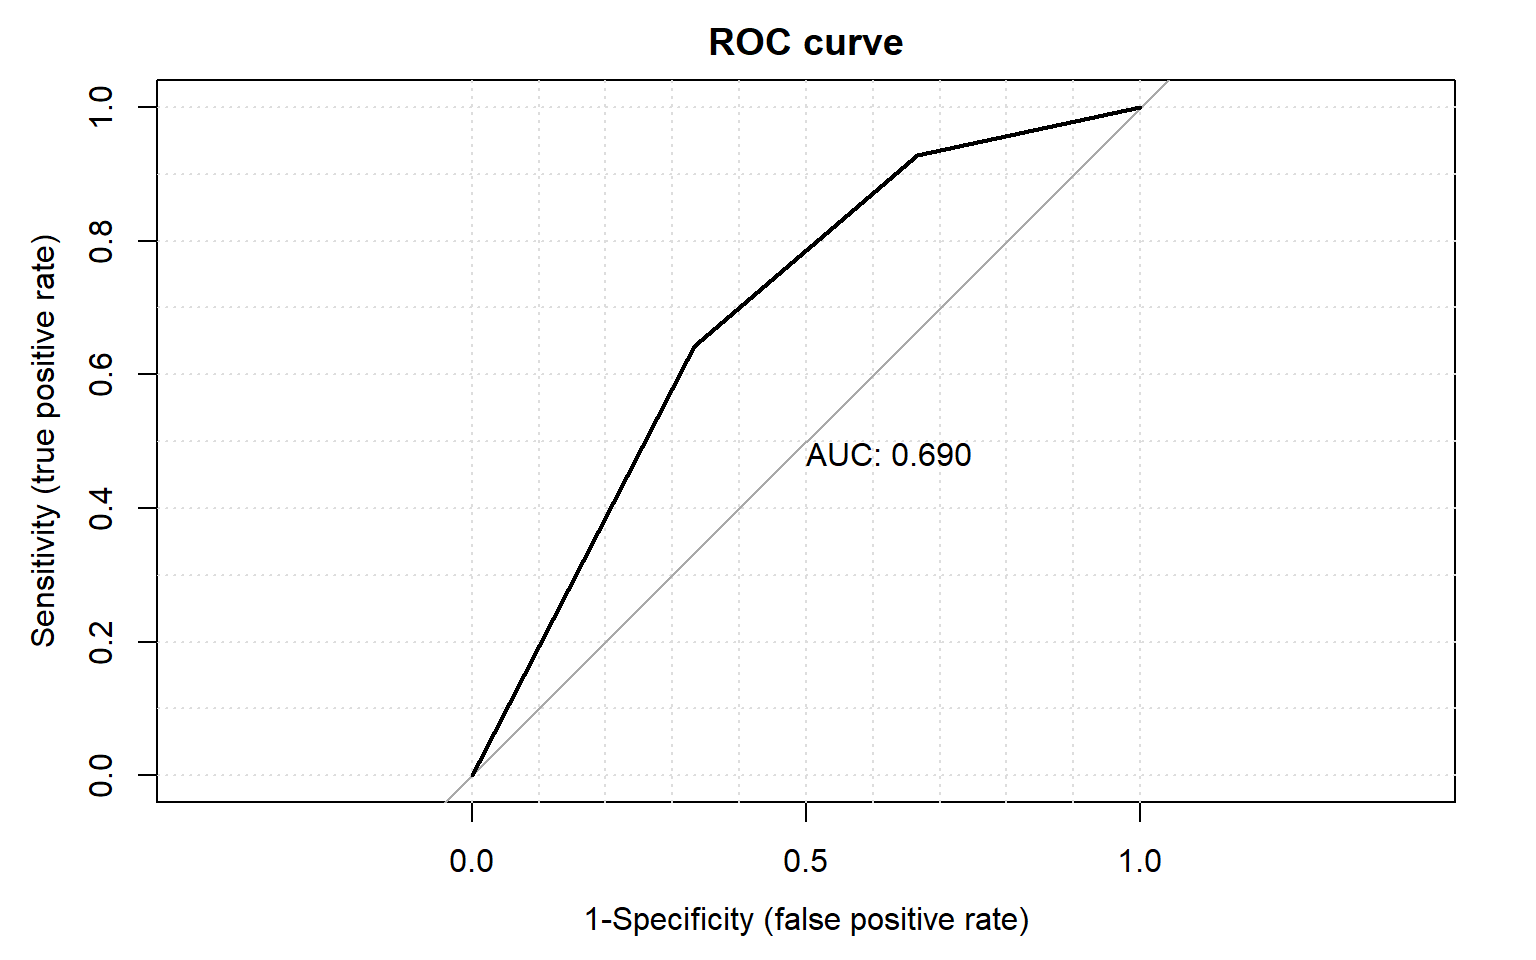 ROC curve
1.0
0.8
0.6
0.4
0.2
0.0
Sensitivity (true positive rate)
AUC: 0.690
0.0 0.5 1.0
1-Specificity (false positive rate)